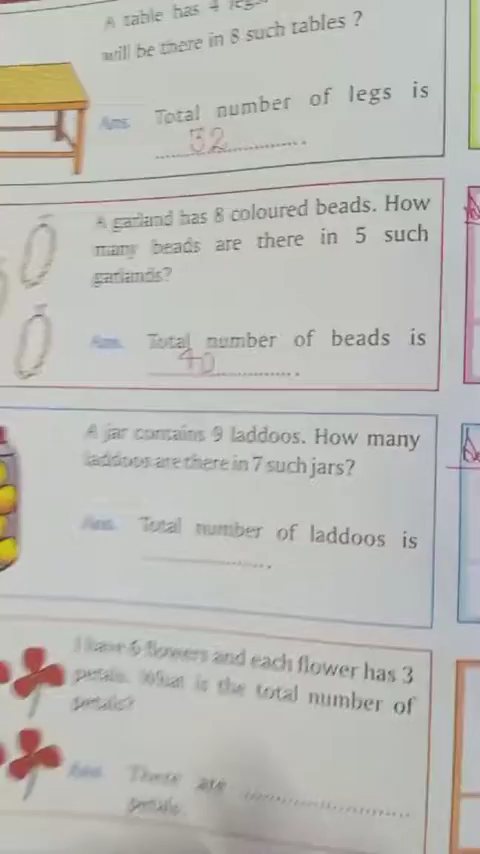 A table has 4 legs
will be there in 8 such tables ?
Ans. Total number of legs is
32
A garland has 8 coloured beads. How
many beads are there in 5 such
garlands?
Ans. Total number of beads is
40
A jar contains 9 laddoos. How many
laddoos are there in 7 such jars?
Ans. Total number of laddoos is
I have 6 flowers and each flower has 3
petals. What is the total number of
petals?
Ans. There are
petals.